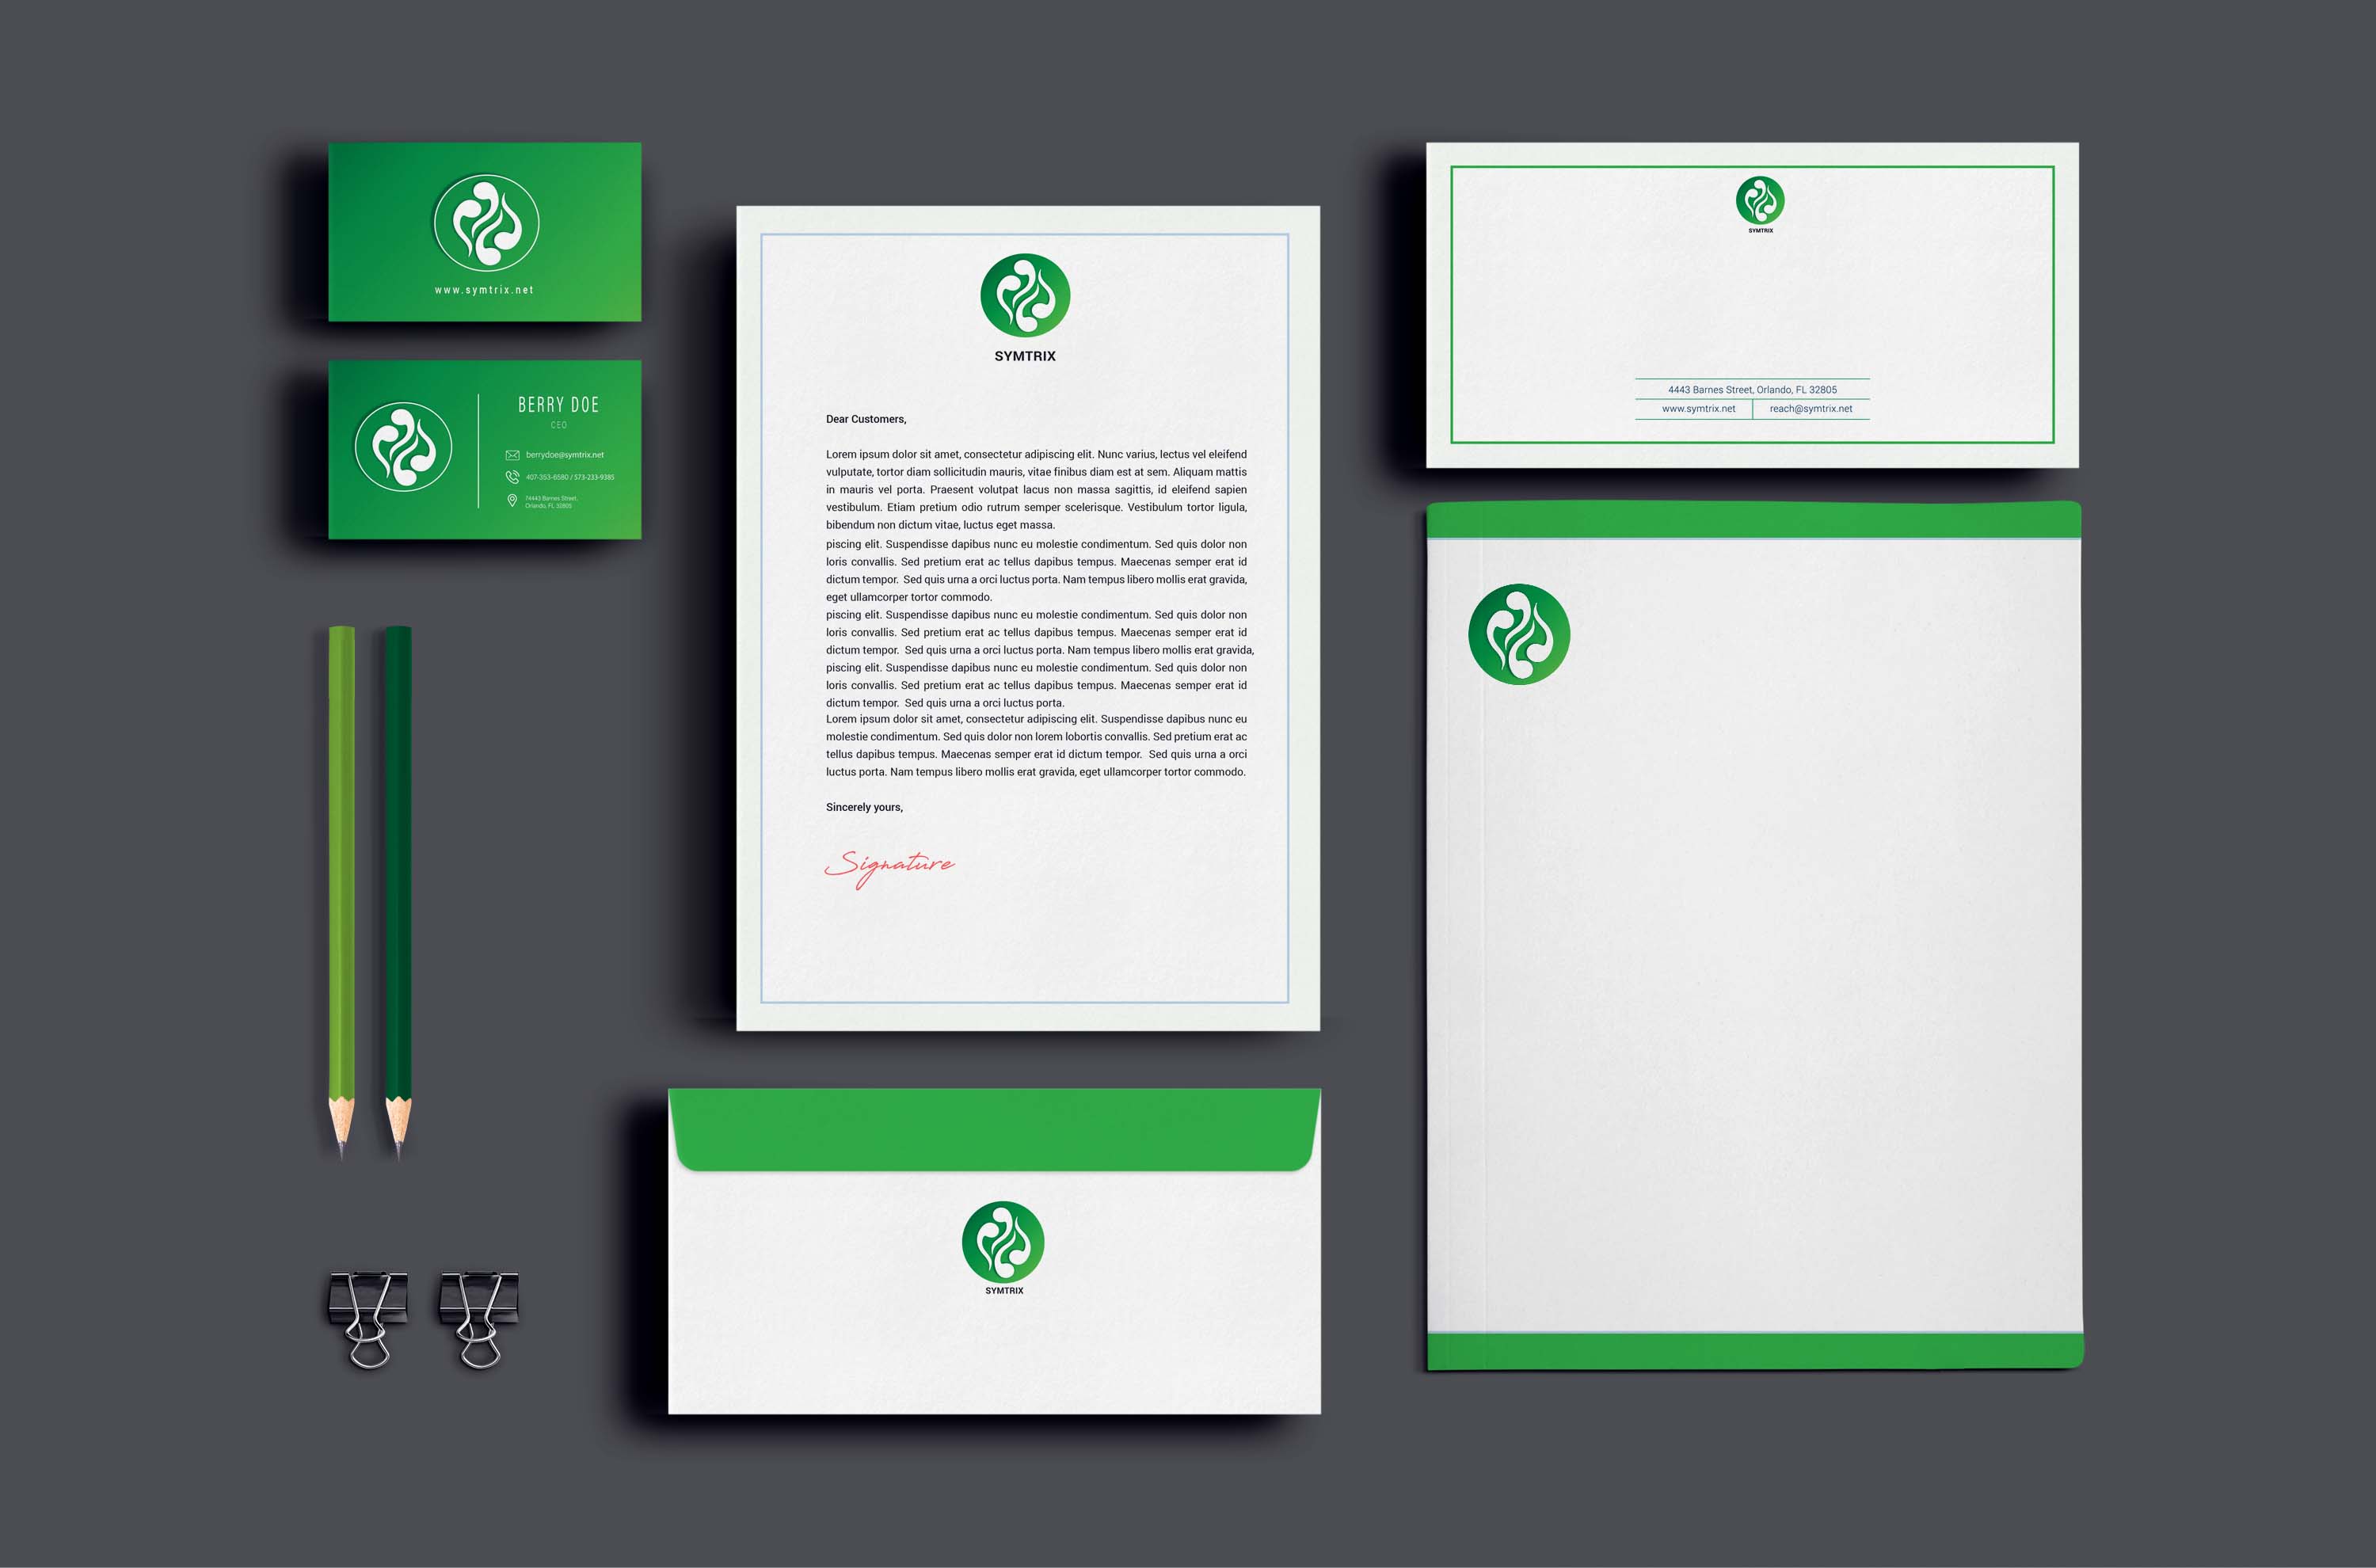 www.symtrix.net
BERRY DOE
CEO
berrydoe@symtrix.net
407-353-6580 / 573-233-9385
74443 Barnes Street,
Orlando, FL 32805
SYMTRIX
Dear Customers,
Lorem ipsum dolor sit amet, consectetur adipiscing elit. Nunc varius, lectus vel eleifend
vulputate, tortor diam sollicitudin mauris, vitae finibus diam est at sem. Aliquam mattis
in mauris vel porta. Praesent volutpat lacus non massa sagittis, id eleifend sapien
vestibulum. Etiam pretium odio rutrum semper scelerisque. Vestibulum tortor ligula,
bibendum non dictum vitae, luctus eget massa.
piscing elit. Suspendisse dapibus nunc eu molestie condimentum. Sed quis dolor non
loris convallis. Sed pretium erat ac tellus dapibus tempus. Maecenas semper erat id
dictum tempor. Sed quis urna a orci luctus porta. Nam tempus libero mollis erat gravida,
eget ullamcorper tortor commodo.
piscing elit. Suspendisse dapibus nunc eu molestie condimentum. Sed quis dolor non
loris convallis. Sed pretium erat ac tellus dapibus tempus. Maecenas semper erat id
dictum tempor. Sed quis urna a orci luctus porta. Nam tempus libero mollis erat gravida,
piscing elit. Suspendisse dapibus nunc eu molestie condimentum. Sed quis dolor non
loris convallis. Sed pretium erat ac tellus dapibus tempus. Maecenas semper erat id
dictum tempor. Sed quis urna a orci luctus porta.
Lorem ipsum dolor sit amet, consectetur adipiscing elit. Suspendisse dapibus nunc eu
molestie condimentum. Sed quis dolor non lorem lobortis convallis. Sed pretium erat ac
tellus dapibus tempus. Maecenas semper erat id dictum tempor. Sed quis urna a orci
luctus porta. Nam tempus libero mollis erat gravida, eget ullamcorper tortor commodo.
Sincerely yours,
Signature
SYMTRIX
SYMTRIX
4443 Barnes Street, Orlando, FL 32805
www.symtrix.net
reach@symtrix.net